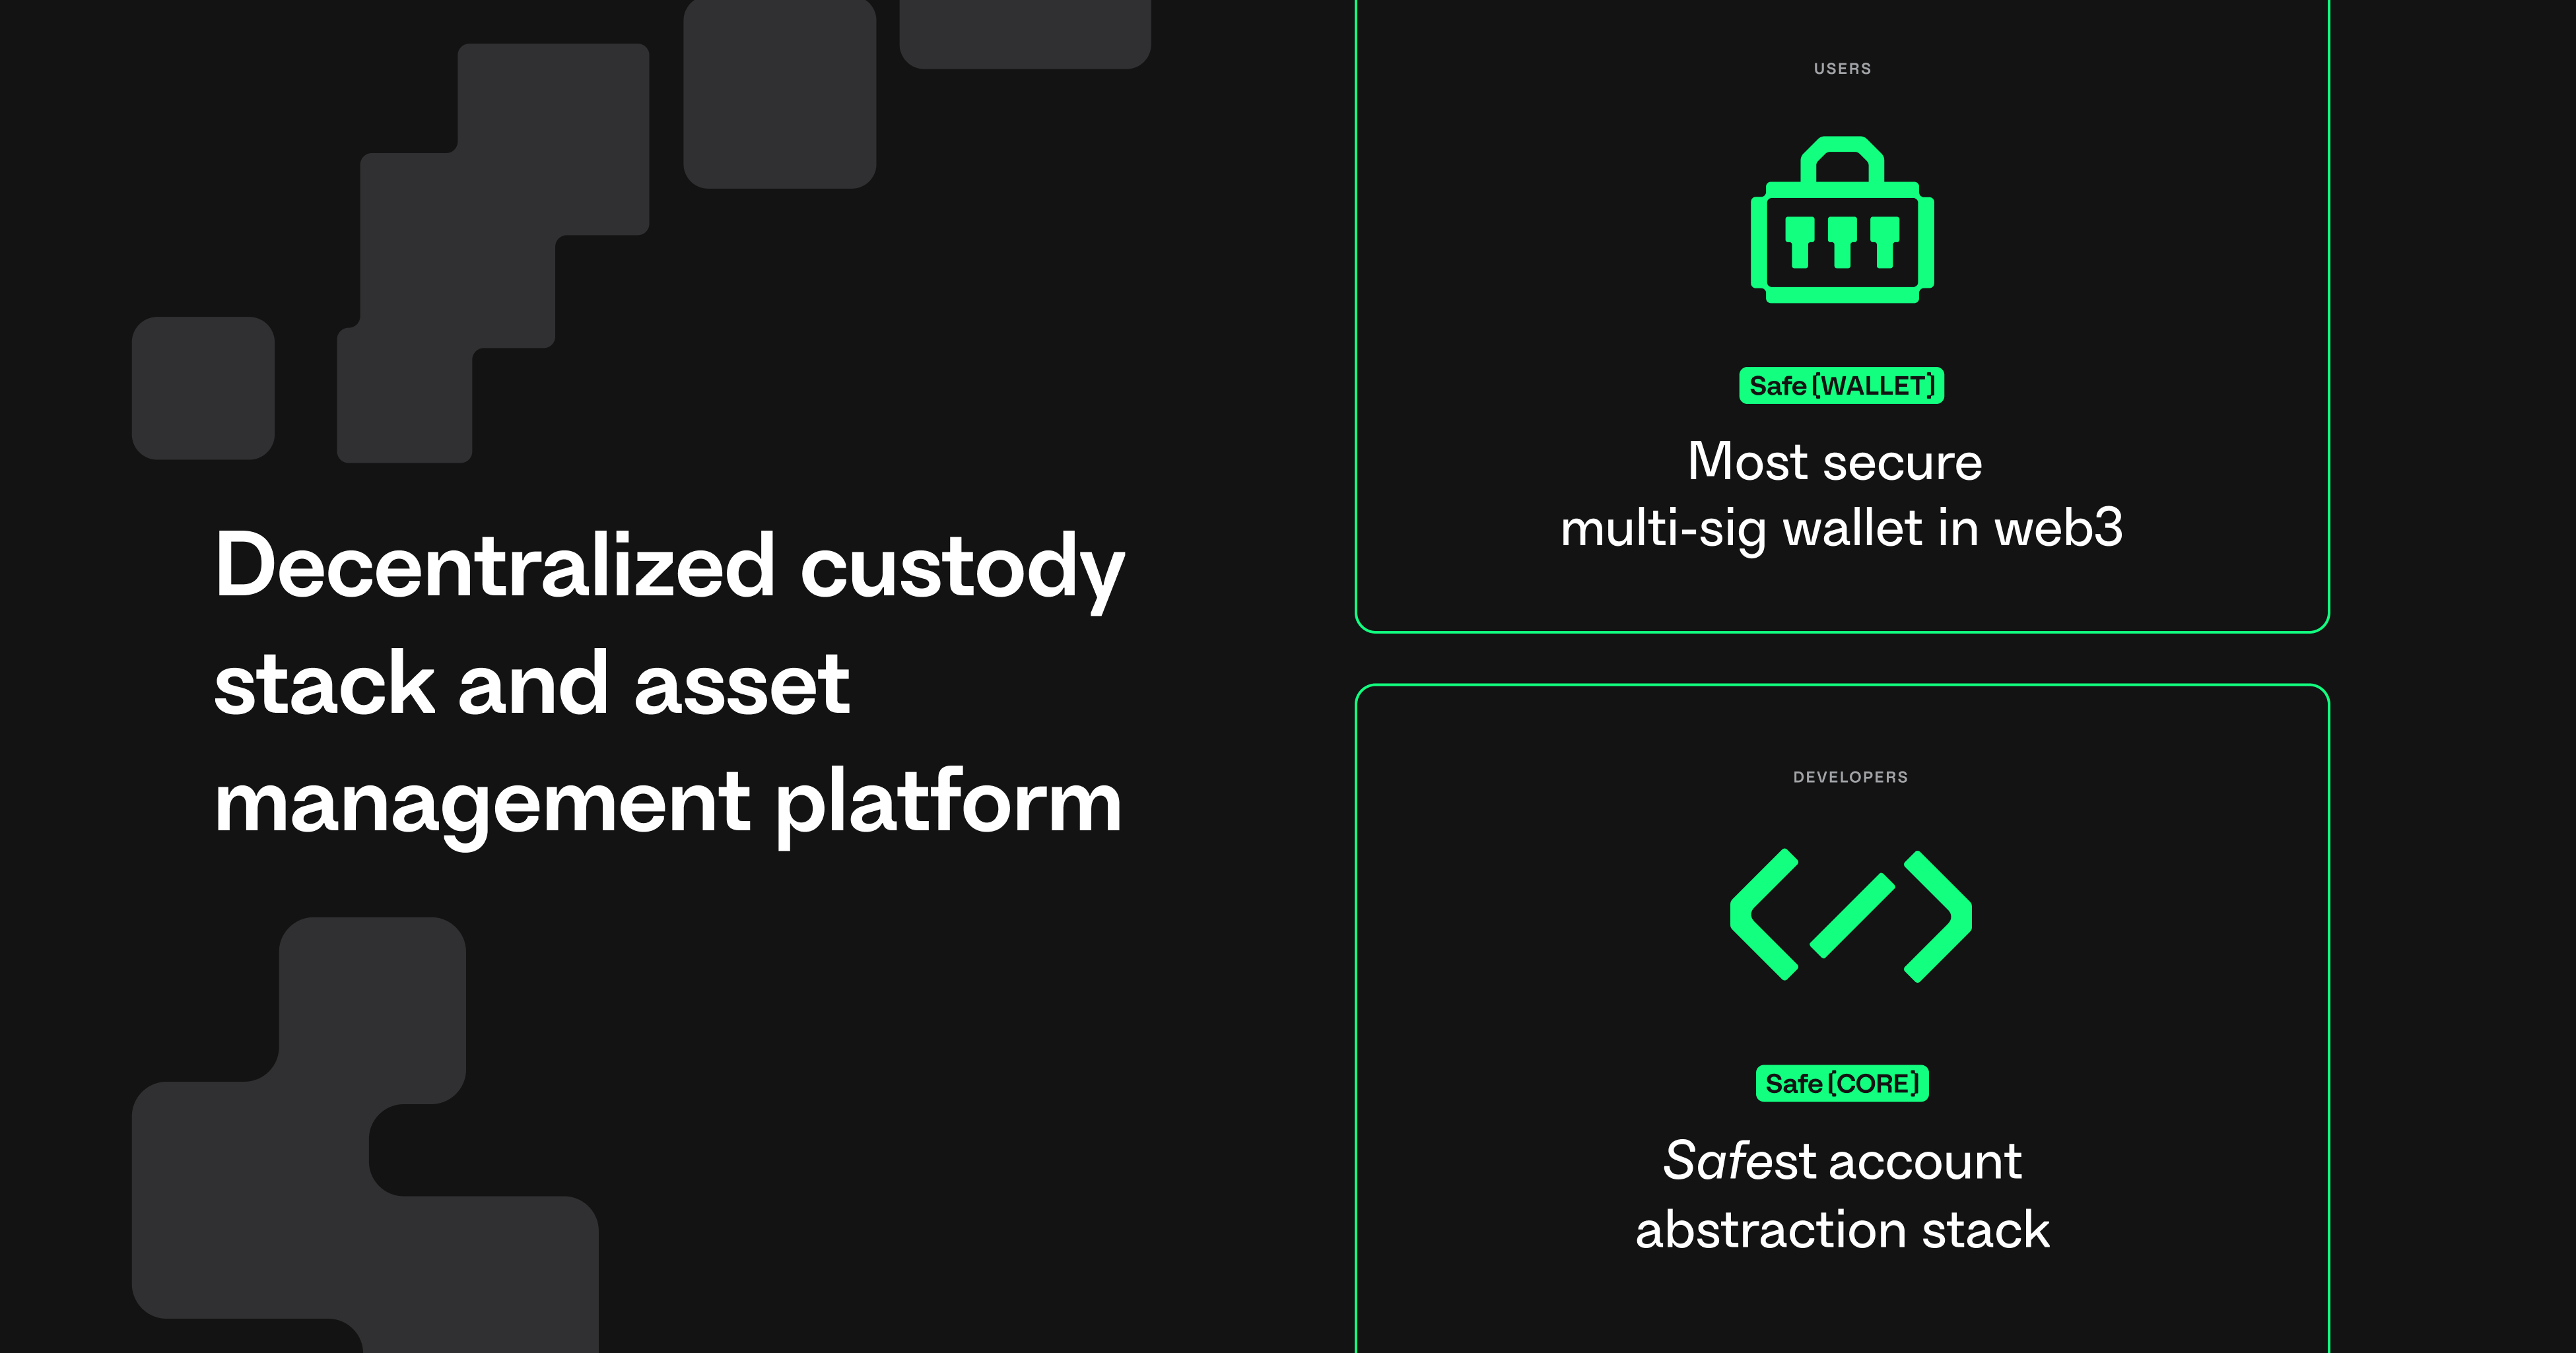 Decentralized custody
stack and asset
management platform
USERS
Safe[WALLET]
Most secure
multi-sig wallet in web3
DEVELOPERS
Safe[CORE]
Safest account
abstraction stack